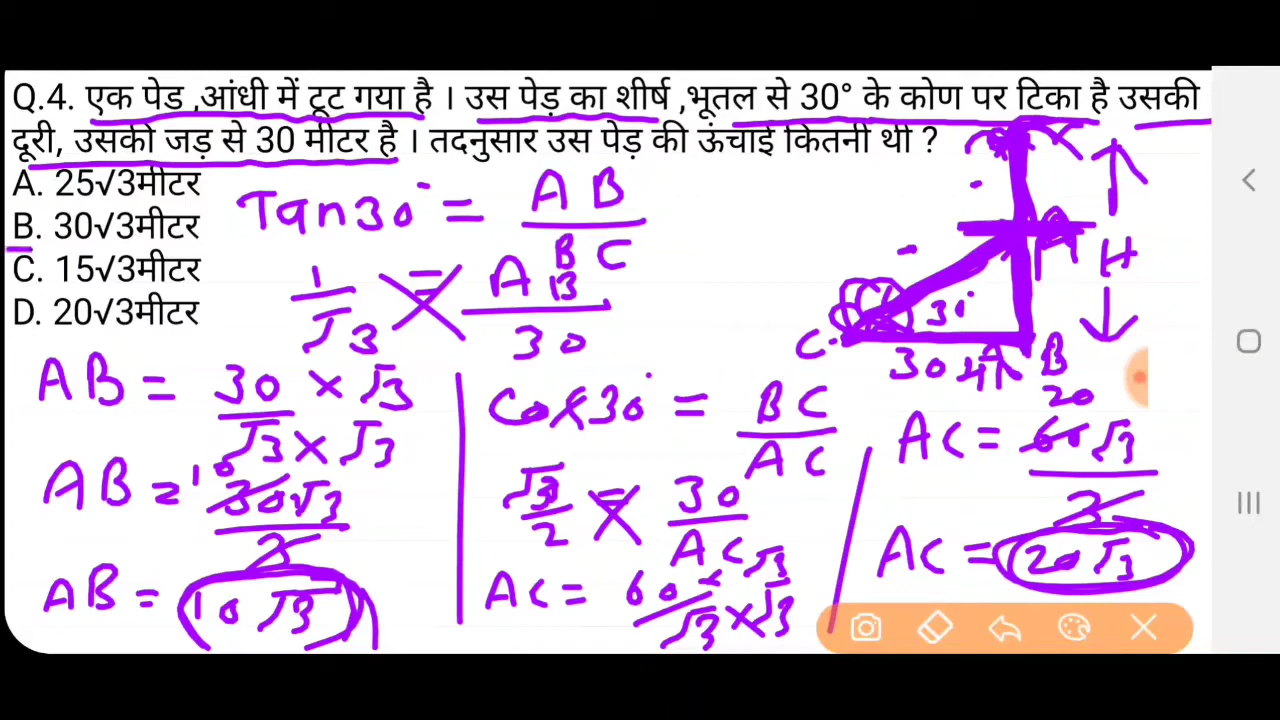 Q.4. एक पेड ,आंधी में टूट गया है । उस पेड़ का शीर्ष ,भूतल से 30° के कोण पर टिका है उसकी
दूरी, उसकी जड़ से 30 मीटर है । तदनुसार उस पेड़ की ऊंचाई कितनी थी ?
A. 25√3मीटर
B. 30√3मीटर
C. 15√3मीटर
D. 20√3मीटर
Tan30° = AB/BC
1/√3 = AB/30
AB = 30 × √3/√3 × √3
AB = 10 30√3/3
AB = 10√3
Cos30° = BC/AC
√3/2 = 30/AC
AC = 60 × √3/√3 × √3
AC = 20 60√3/3
AC = 20√3
A
H
30°
C
30
B